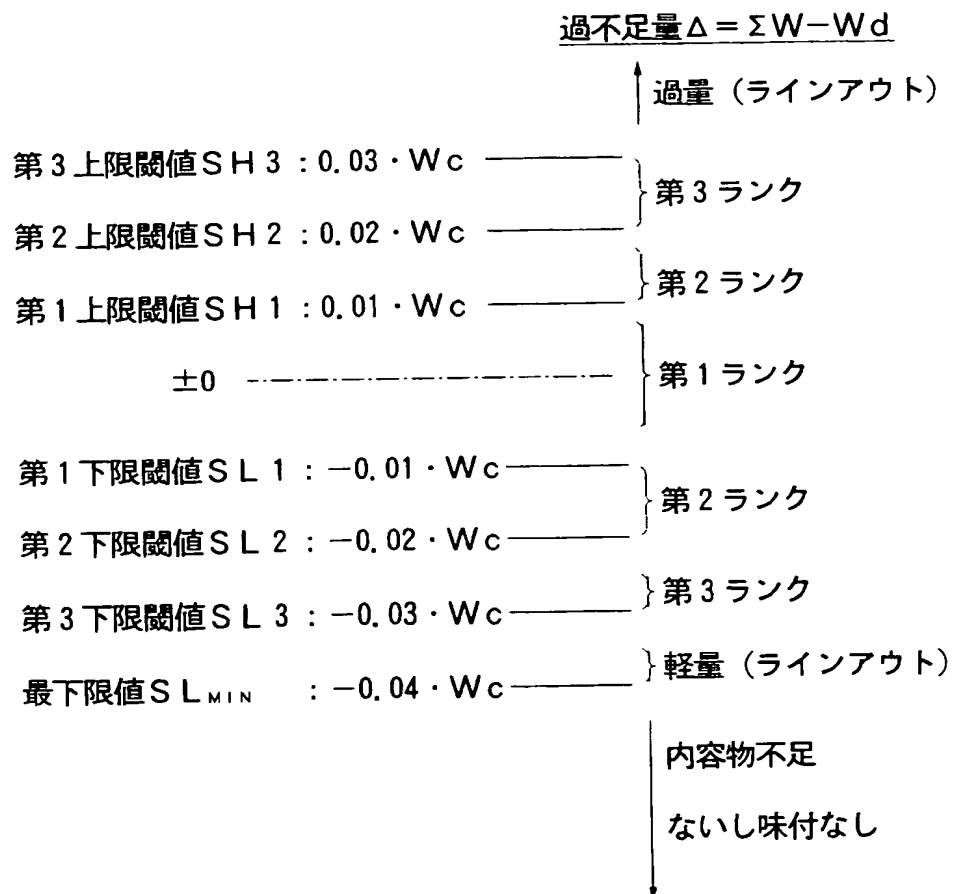 過不足量Δ=ΣW−Wd
過量(ラインアウト)
第3上限閾値SH3:0.03・Wc
第3ランク
第2上限閾値SH2:0.02・Wc
第2ランク
第1上限閾値SH1:0.01・Wc
第1ランク
±0
第1下限閾値SL1:−0.01・Wc
第2ランク
第2下限閾値SL2:−0.02・Wc
第3ランク
第3下限閾値SL3:−0.03・Wc
軽量(ラインアウト)
最下限値SLMIN:−0.04・Wc
内容物不足
ないし味付なし